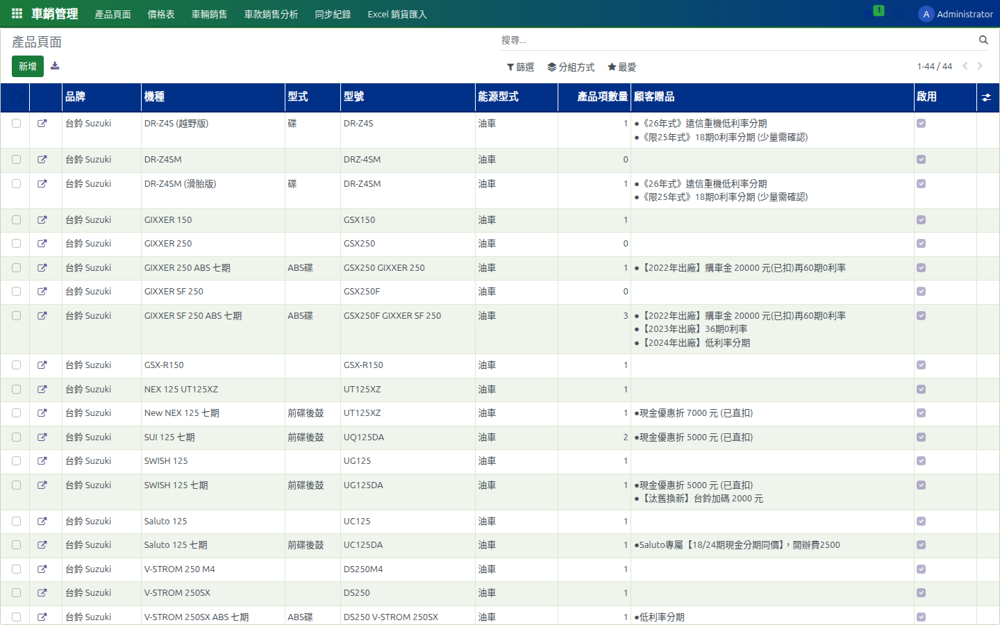 車銷管理 產品頁面 價格表 車輛銷售 車款銷售分析 同步紀錄 Excel 銷貨匯入 1 A Administrator
產品頁面 搜尋...
新增 篩選 分組方式 最愛 1-44 / 44
品牌 機種 型式 型號 能源型式 產品項數量 顧客贈品 啟用
台鈴 Suzuki DR-Z4S (越野版) 碟 DR-Z4S 油車 1 ●《26年式》遠信重機低利率分期
●《限25年式》18期0利率分期 (少量需確認)
台鈴 Suzuki DR-Z4SM DRZ-4SM 油車 0
台鈴 Suzuki DR-Z4SM (滑胎版) 碟 DR-Z4SM 油車 1 ●《26年式》遠信重機低利率分期
●《限25年式》18期0利率分期 (少量需確認)
台鈴 Suzuki GIXXER 150 GSX150 油車 1
台鈴 Suzuki GIXXER 250 GSX250 油車 0
台鈴 Suzuki GIXXER 250 ABS 七期 ABS碟 GSX250 GIXXER 250 油車 1 ●【2022年出廠】購車金 20000 元(已扣)再60期0利率
台鈴 Suzuki GIXXER SF 250 GSX250F 油車 0
台鈴 Suzuki GIXXER SF 250 ABS 七期 ABS碟 GSX250F GIXXER SF 250 油車 3 ●【2022年出廠】購車金 20000 元(已扣)再60期0利率
●【2023年出廠】36期0利率
●【2024年出廠】低利率分期
台鈴 Suzuki GSX-R150 GSX-R150 油車 1
台鈴 Suzuki NEX 125 UT125XZ UT125XZ 油車 1
台鈴 Suzuki New NEX 125 七期 前碟後鼓 UT125XZ 油車 1 ●現金優惠折 7000 元 (已直扣)
台鈴 Suzuki SUI 125 七期 前碟後鼓 UQ125DA 油車 2 ●現金優惠折 5000 元 (已直扣)
台鈴 Suzuki SWISH 125 UG125 油車 1
台鈴 Suzuki SWISH 125 七期 前碟後鼓 UG125DA 油車 1 ●現金優惠折 5000 元 (已直扣)
●【汰舊換新】台鈴加碼 2000 元
台鈴 Suzuki Saluto 125 UC125 油車 1
台鈴 Suzuki Saluto 125 七期 前碟後鼓 UC125DA 油車 1 ●Saluto專屬【18/24期現金分期同價】，開辦費2500
台鈴 Suzuki V-STROM 250 M4 DS250M4 油車 1
台鈴 Suzuki V-STROM 250SX DS250 油車 1
台鈴 Suzuki V-STROM 250SX ABS 七期 ABS碟 DS250 V-STROM 250SX 油車 1 ●低利率分期